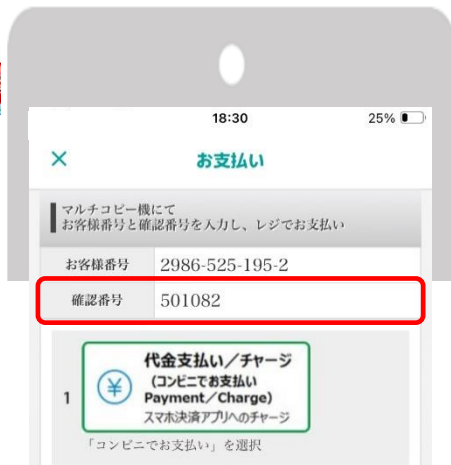 18:30
25%
× お支払い
マルチコピー機にて
お客様番号と確認番号を入力し、レジでお支払い
お客様番号 2986-525-195-2
確認番号 501082
1
¥
代金支払い/チャージ
(コンビニでお支払い
Payment/Charge)
スマホ決済アプリへのチャージ
「コンビニでお支払い」を選択